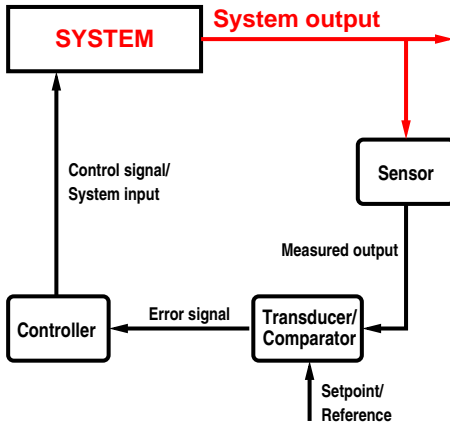 System output
SYSTEM
Control signal/
System input
Sensor
Measured output
Error signal
Controller
Transducer/
Comparator
Setpoint/
Reference